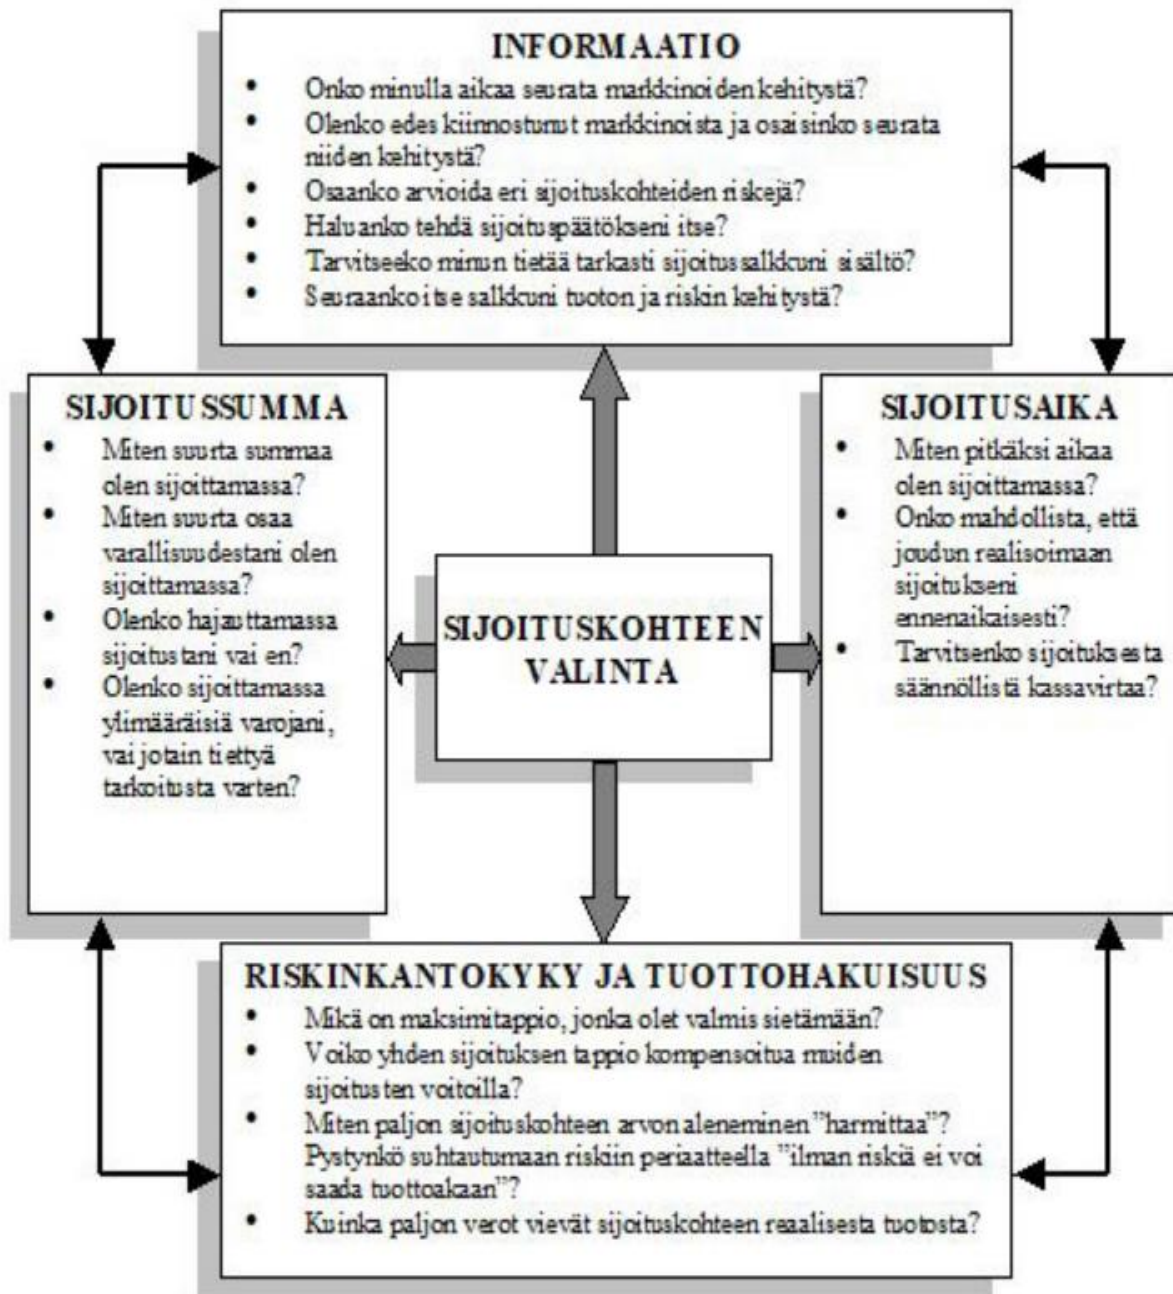 INFORMAATIO
• Onko minulla aikaa seurata markkinoiden kehitystä?
• Olenko edes kiinnostunut markkinoista ja osaisinko seurata
niiden kehitystä?
• Osaanko arvioida eri sijoituskohteiden riskejä?
• Haluanko tehdä sijoituspäätökseni itse?
• Tarvitseeko minun tietää tarkasti sijoitussalkkuni sisältö?
• Seuraanko itse salkkuni tuoton ja riskin kehitystä?
SIJOITUSSUMMA
• Miten suurta summaa
olen sijoittamassa?
• Miten suurta osaa
varallisuudestani olen
sijoittamassa?
• Olenko hajauttamassa
sijoitustani vai en?
• Olenko sijoittamassa
ylimääräisiä varojani,
vai jotain tiettyä
tarkoitusta varten?
SIJOITUSKOHTEEN
VALINTA
SIJOITUSAIKA
• Miten pitkäksi aikaa
olen sijoittamassa?
• Onko mahdollista, että
joudun realisoimaan
sijoitukseni
ennenaikaisesti?
• Tarvitsenko sijoituksesta
säännöllistä kassavirtaa?
RISKINKANTOKYKY JA TUOTTOHAKUISUUS
• Mikä on maksimitappio, jonka olet valmis sietämään?
• Voiko yhden sijoituksen tappio kompensoitua muiden
sijoitusten voitoilla?
• Miten paljon sijoituskohteen arvon aleneminen ”harmittaa”?
Pystynkö suhtautumaan riskiin periaatteella ”ilman riskiä ei voi
saada tuottoakaan”?
• Kuinka paljon verot vievät sijoituskohteen reaalisesta tuotosta?